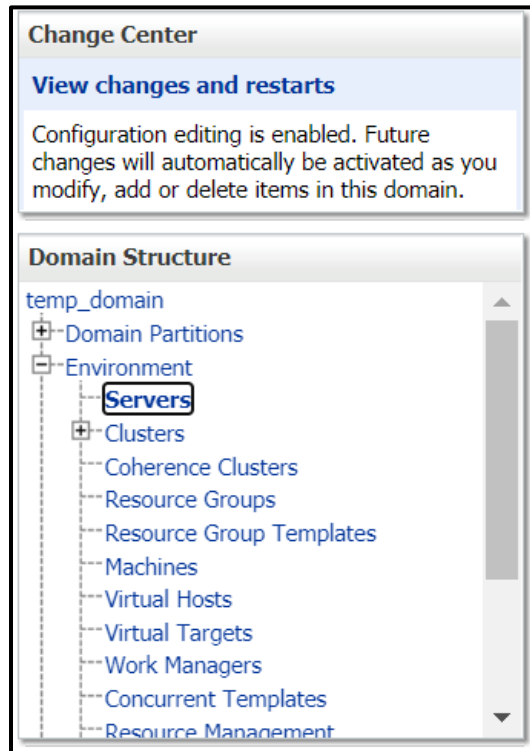 Change Center
View changes and restarts
Configuration editing is enabled. Future
changes will automatically be activated as you
modify, add or delete items in this domain.
Domain Structure
temp_domain
Domain Partitions
Environment
Servers
Clusters
Coherence Clusters
Resource Groups
Resource Group Templates
Machines
Virtual Hosts
Virtual Targets
Work Managers
Concurrent Templates
Resource Management